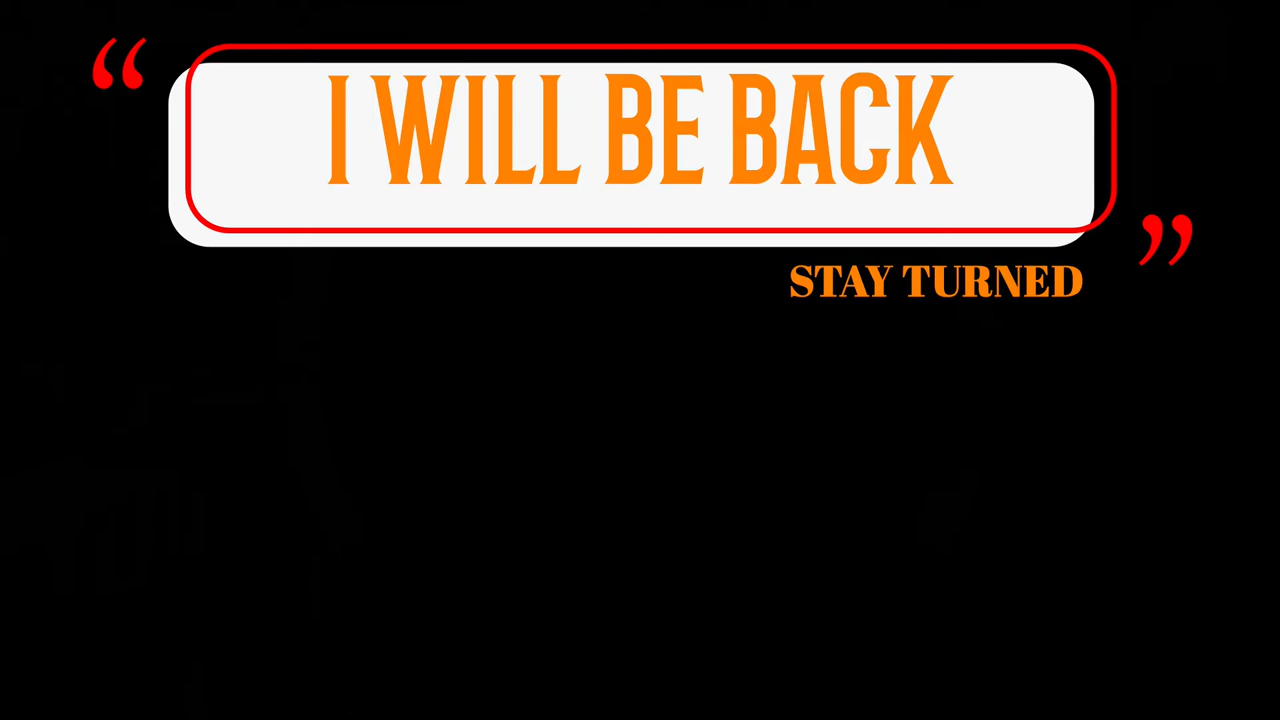 “
I WILL BE BACK
”
STAY TURNED